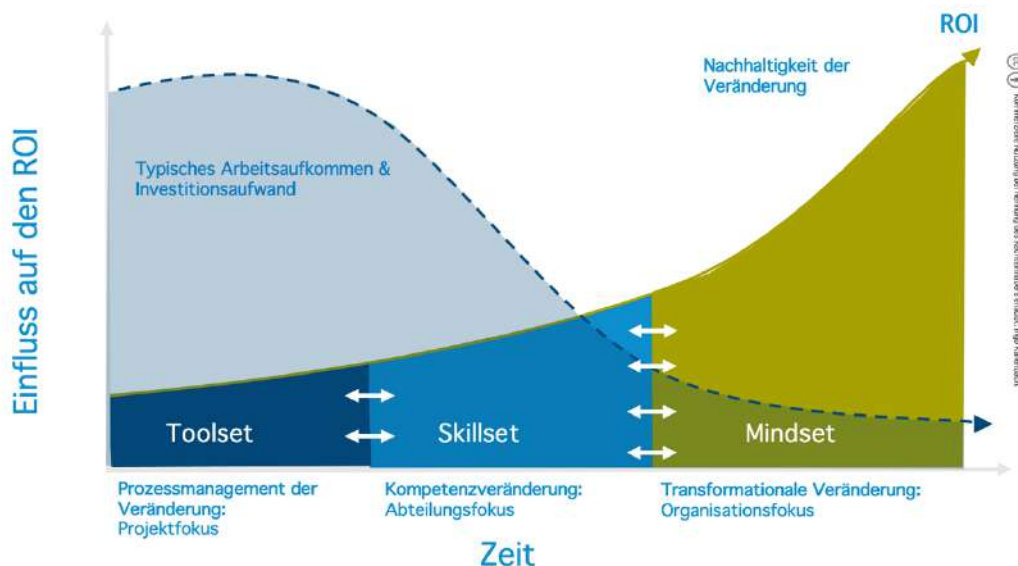 ROI
Nachhaltigkeit der
Veränderung
Typisches Arbeitsaufkommen &
Investitionsaufwand
Einfluss auf den ROI
Toolset
Skillset
Mindset
Prozessmanagement der
Veränderung:
Projektfokus
Kompetenzveränderung:
Abteilungsfokus
Transformationale Veränderung:
Organisationsfokus
Zeit